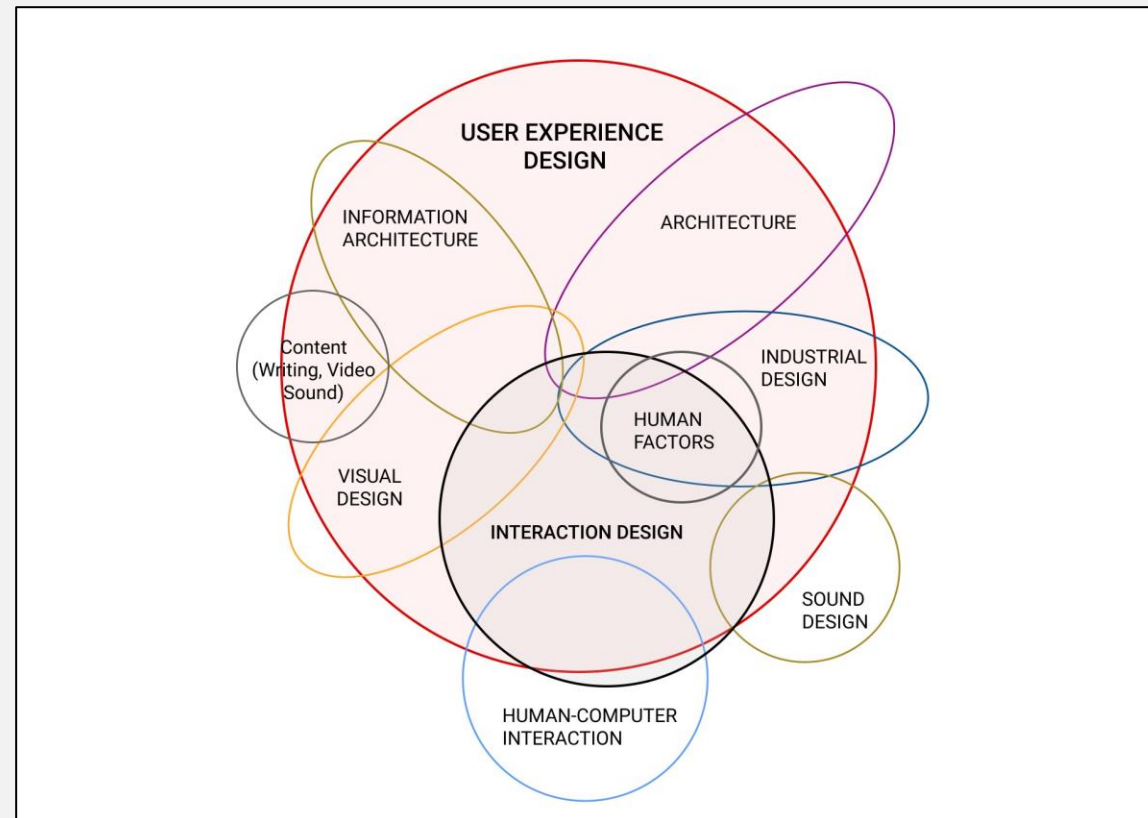 USER EXPERIENCE
DESIGN
INFORMATION
ARCHITECTURE
ARCHITECTURE
Content
(Writing, Video
Sound)
INDUSTRIAL
DESIGN
HUMAN
FACTORS
VISUAL
DESIGN
INTERACTION DESIGN
SOUND
DESIGN
HUMAN-COMPUTER
INTERACTION